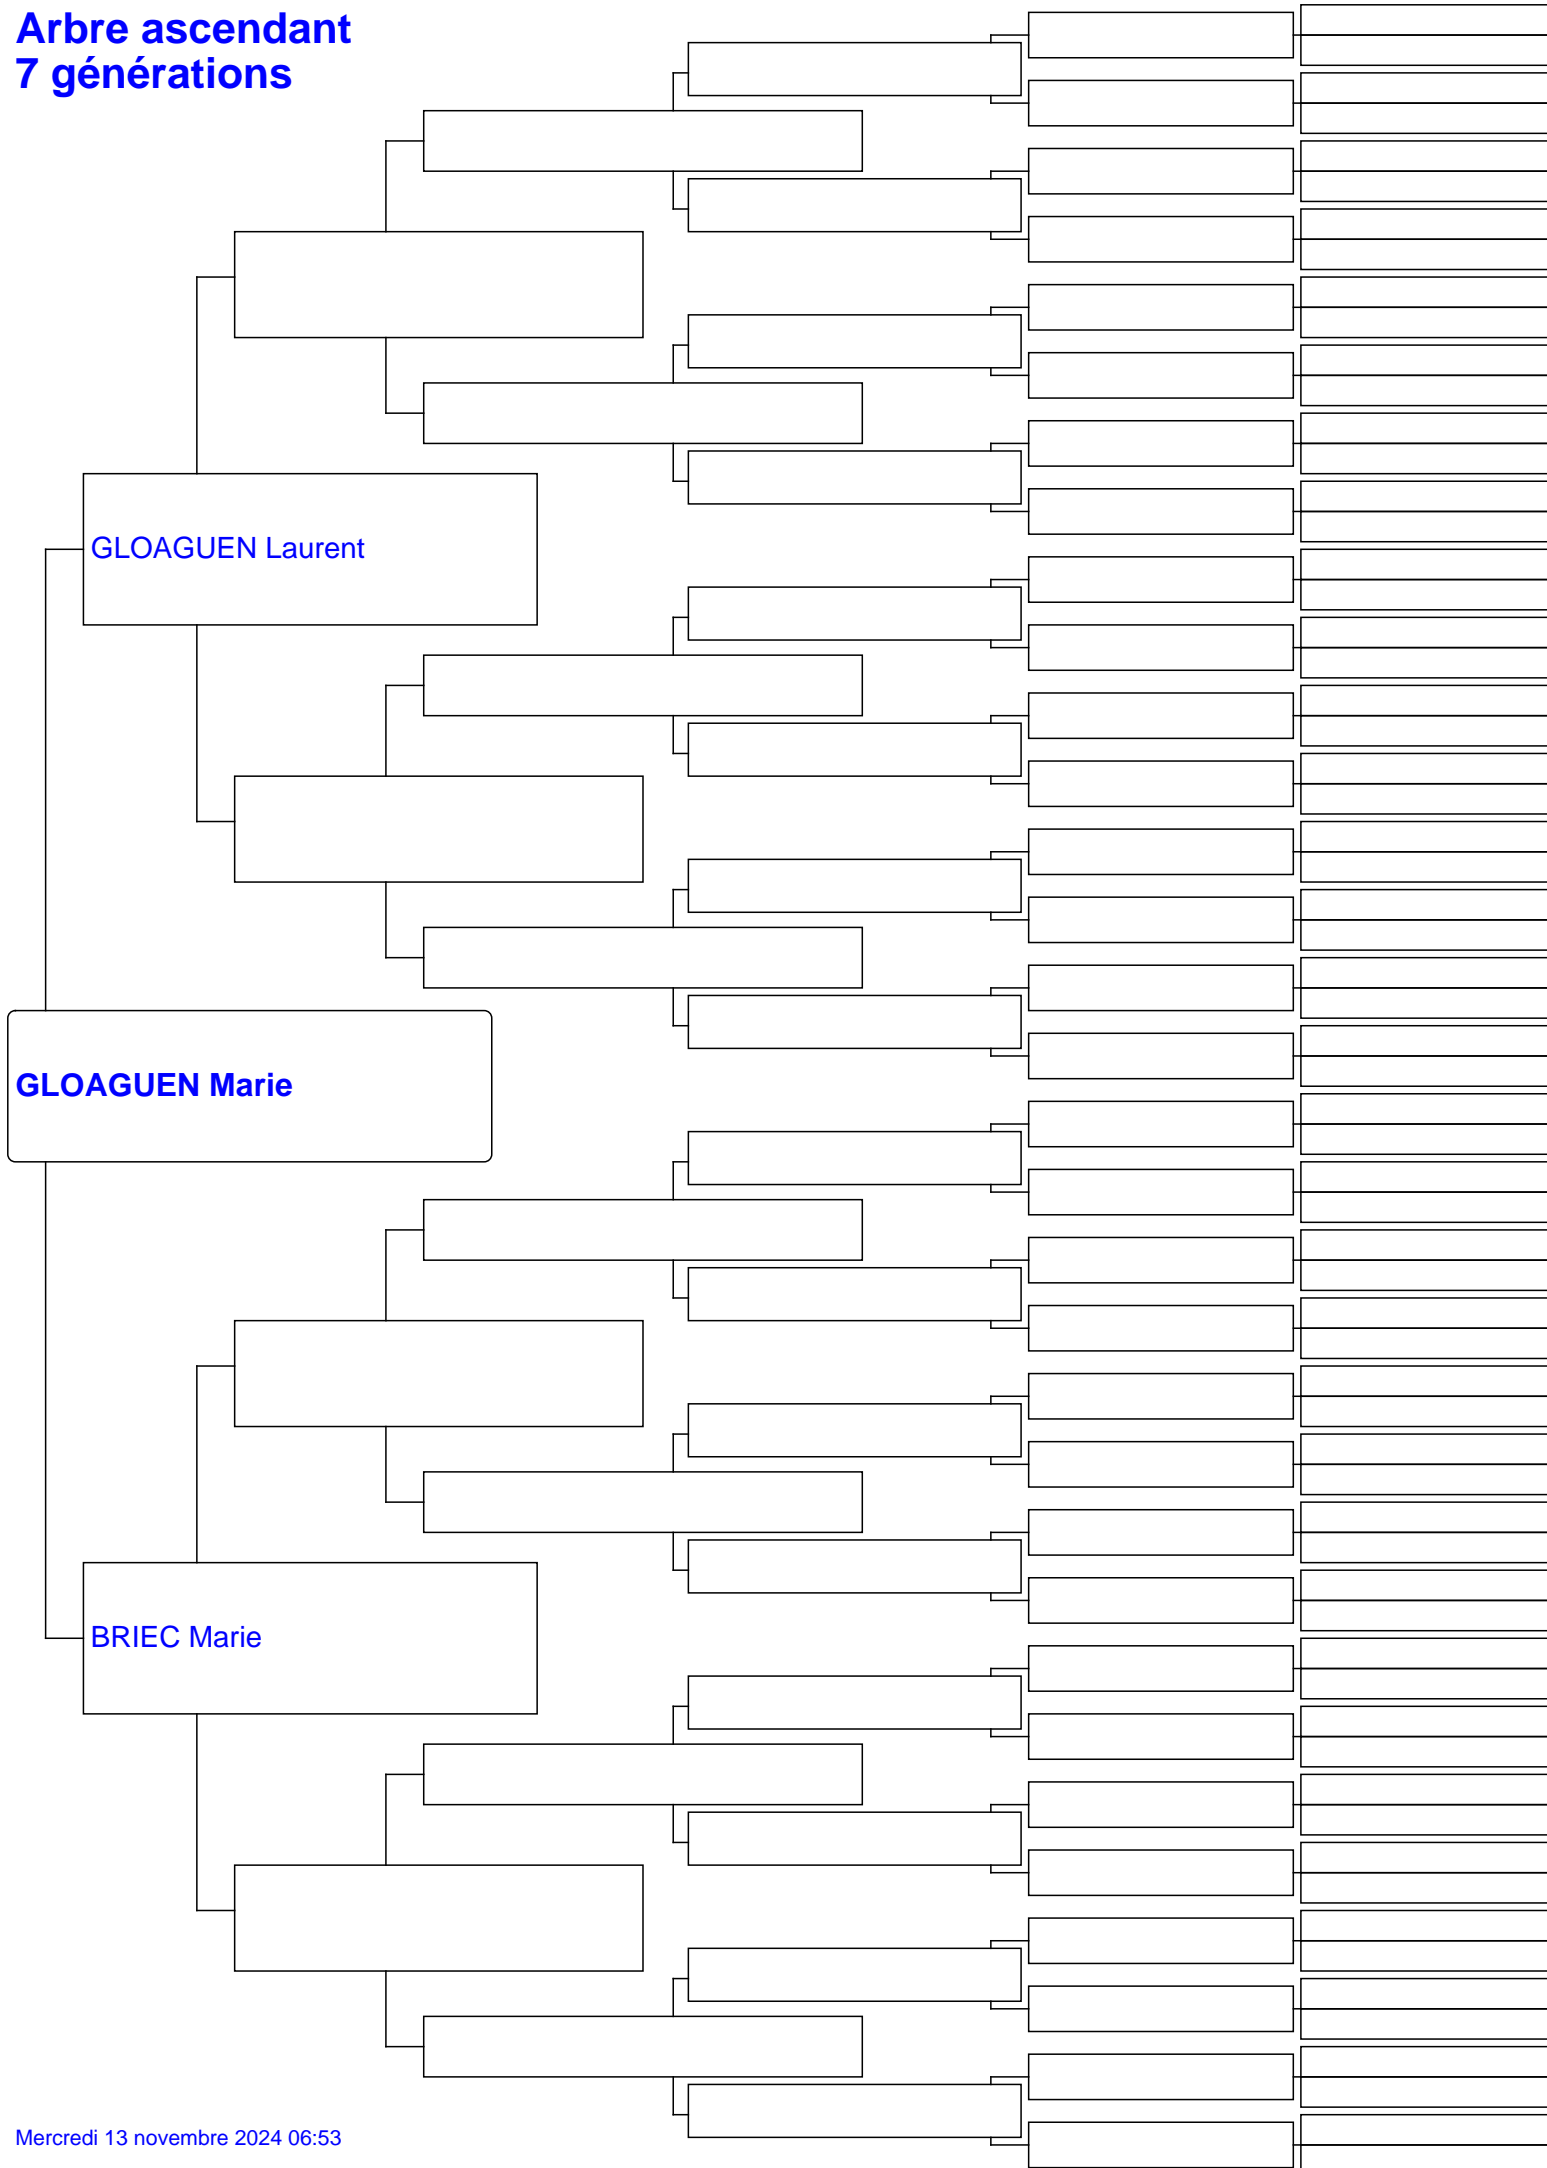 Arbre ascendant
7 générations
GLOAGUEN Laurent
GLOAGUEN Marie
BRIEC Marie
Mercredi 13 novembre 2024 06:53